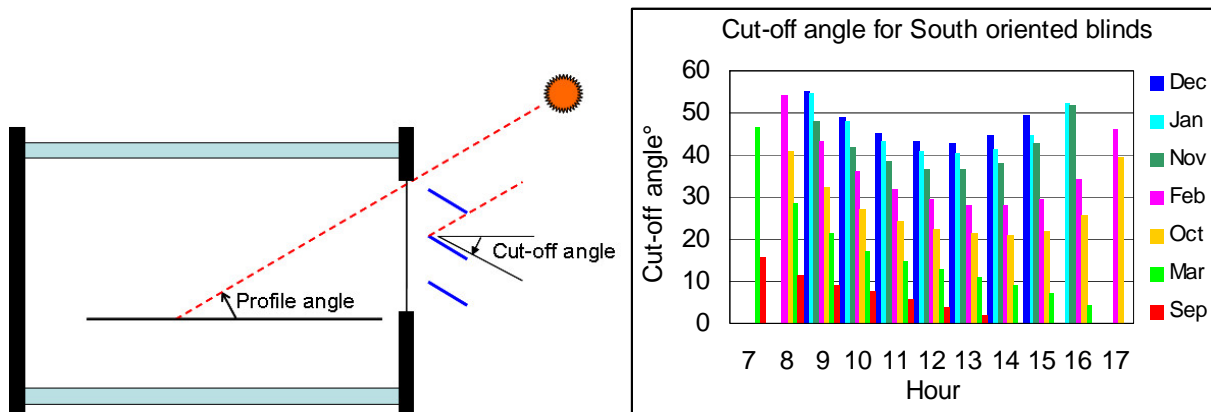 Profile angle
Cut-off angle
Cut-off angle for South oriented blinds
Cut-off angle°
60
50
40
30
20
10
0
7 8 9 10 11 12 13 14 15 16 17
Hour
Dec
Jan
Nov
Feb
Oct
Mar
Sep